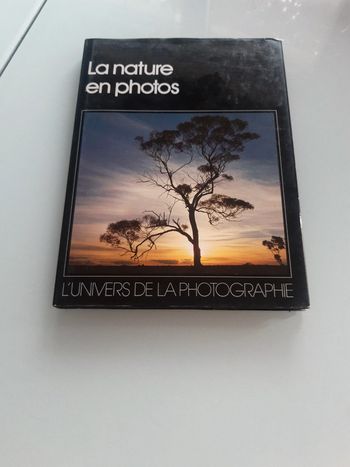 La nature
en photos
L'UNIVERS DE LA PHOTOGRAPHIE